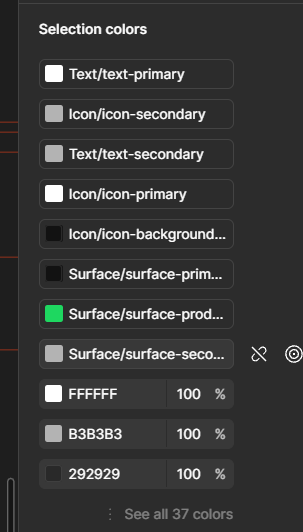 Selection colors
Text/text-primary
Icon/icon-secondary
Text/text-secondary
Icon/icon-primary
Icon/icon-background...
Surface/surface-prim...
Surface/surface-prod...
Surface/surface-seco...
FFFFFF 100 %
B3B3B3 100 %
292929 100 %
See all 37 colors